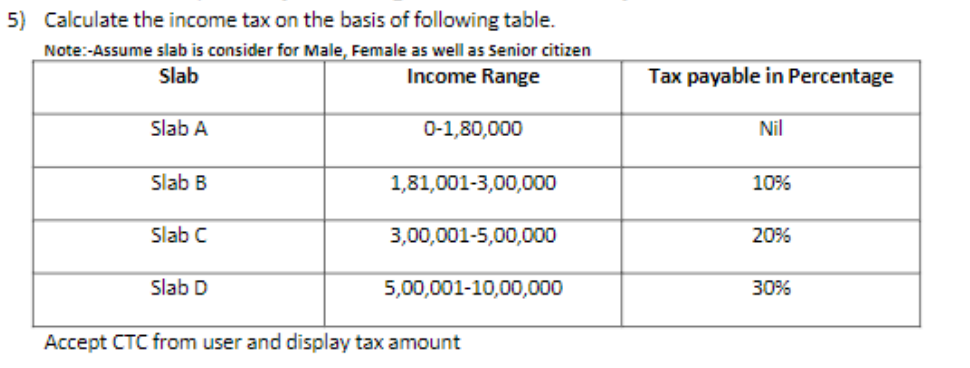 5) Calculate the income tax on the basis of following table.
Note:-Assume slab is consider for Male, Female as well as Senior citizen
Slab Income Range Tax payable in Percentage
Slab A 0-1,80,000 Nil
Slab B 1,81,001-3,00,000 10%
Slab C 3,00,001-5,00,000 20%
Slab D 5,00,001-10,00,000 30%
Accept CTC from user and display tax amount